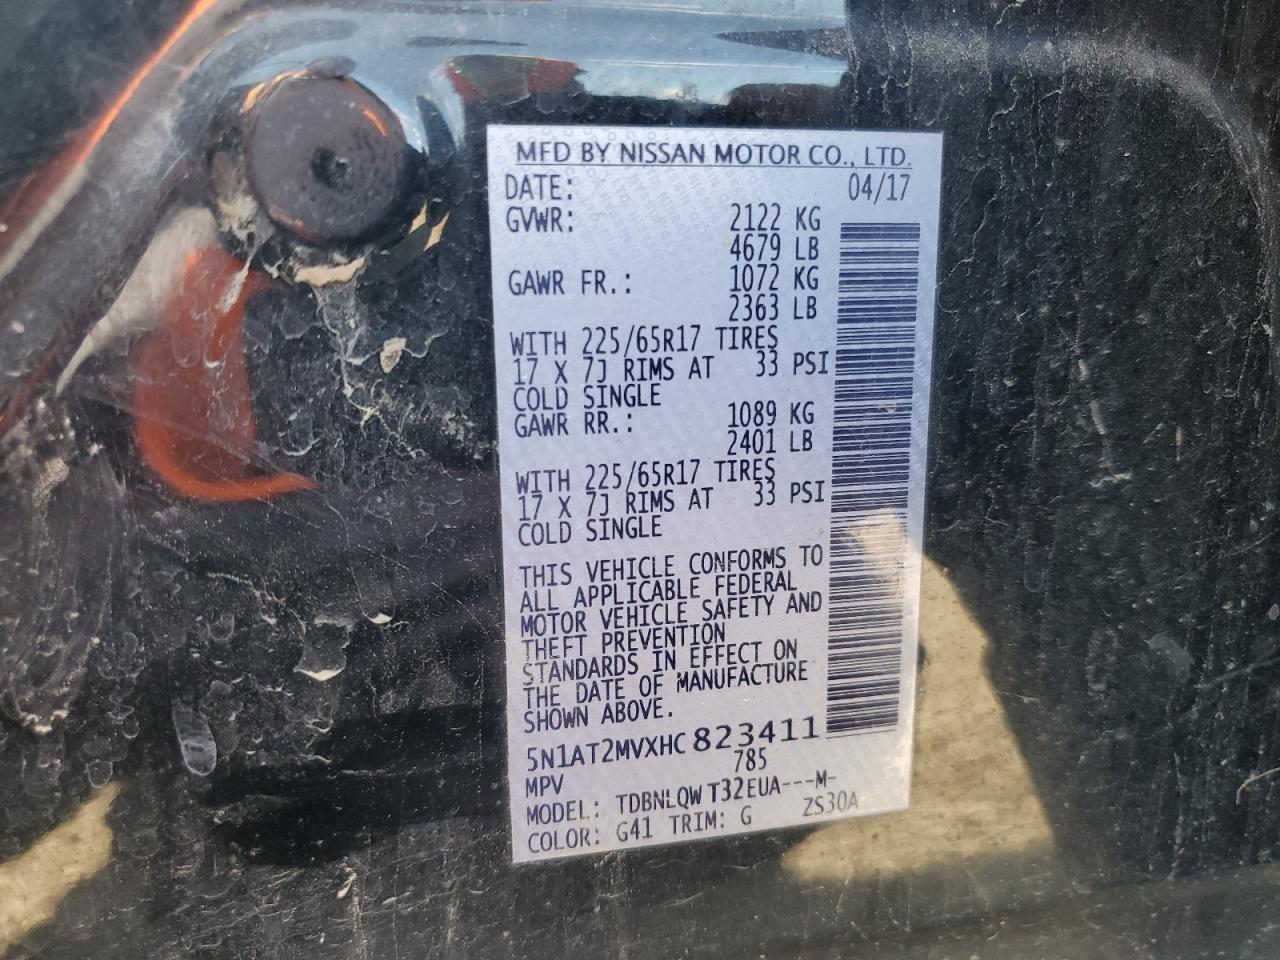 MFD BY NISSAN MOTOR CO., LTD.
DATE: 04/17
GVWR: 2122 KG
4679 LB
GAWR FR.: 1072 KG
2363 LB
WITH 225/65R17 TIRES
17 X 7J RIMS AT 33 PSI
COLD SINGLE
GAWR RR.: 1089 KG
2401 LB
WITH 225/65R17 TIRES
17 X 7J RIMS AT 33 PSI
COLD SINGLE
THIS VEHICLE CONFORMS TO
ALL APPLICABLE FEDERAL
MOTOR VEHICLE SAFETY AND
THEFT PREVENTION
STANDARDS IN EFFECT ON
THE DATE OF MANUFACTURE
SHOWN ABOVE.
5N1AT2MVXHC823411
MPV 785
MODEL: TDBNLQW T32EUA---M-
COLOR: G41 TRIM: G ZS30A